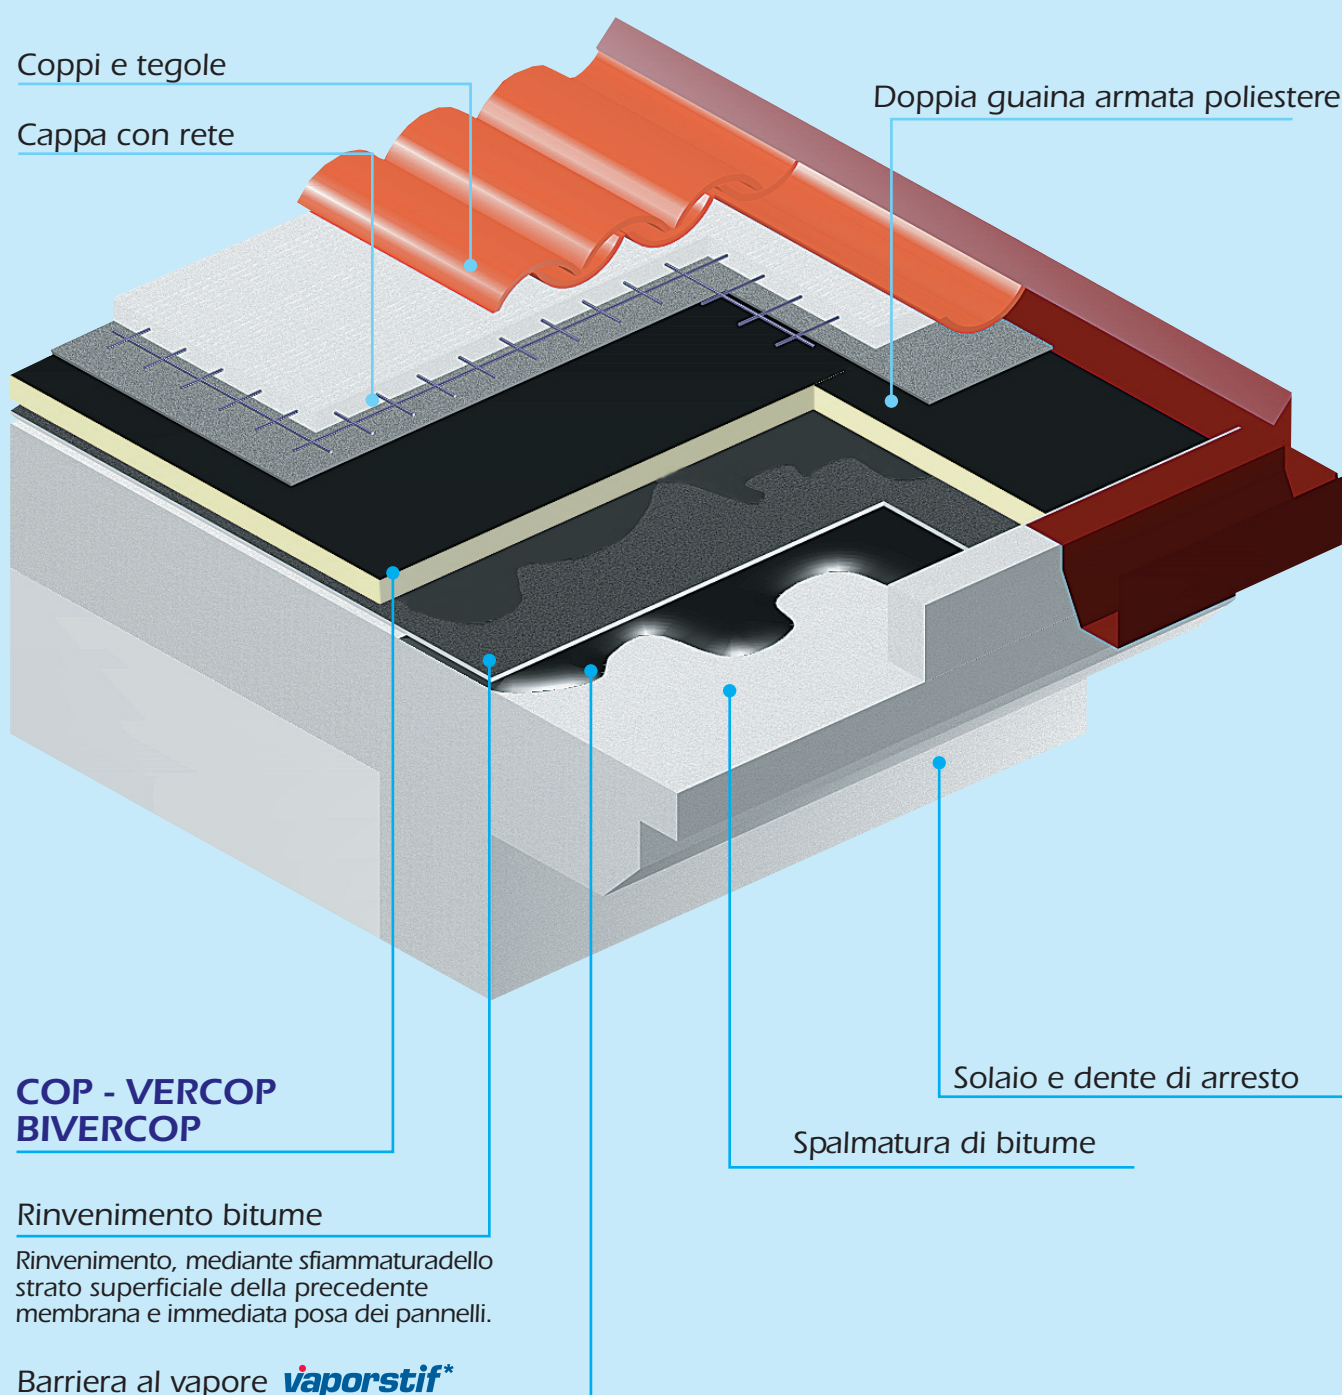 Coppi e tegole
Cappa con rete
Doppia guaina armata poliestere
COP - VERCOP
BIVERCOP
Solaio e dente di arresto
Spalmatura di bitume
Rinvenimento bitume
Rinvenimento, mediante sfiammaturadello
strato superficiale della precedente
membrana e immediata posa dei pannelli.
Barriera al vapore vaporstif*